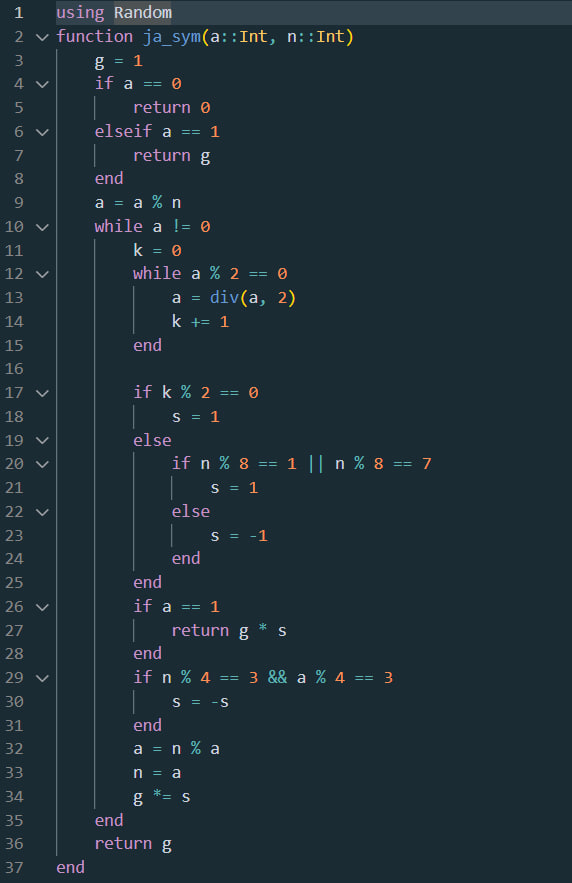 1 using Random
2 function ja_sym(a::Int, n::Int)
3     g = 1
4     if a == 0
5         return 0
6     elseif a == 1
7         return g
8     end
9     a = a % n
10     while a != 0
11         k = 0
12         while a % 2 == 0
13             a = div(a, 2)
14             k += 1
15         end
16
17         if k % 2 == 0
18             s = 1
19         else
20             if n % 8 == 1 || n % 8 == 7
21                 s = 1
22             else
23                 s = -1
24             end
25         end
26         if a == 1
27             return g * s
28         end
29         if n % 4 == 3 && a % 4 == 3
30             s = -s
31         end
32         a = n % a
33         n = a
34         g *= s
35     end
36     return g
37 end